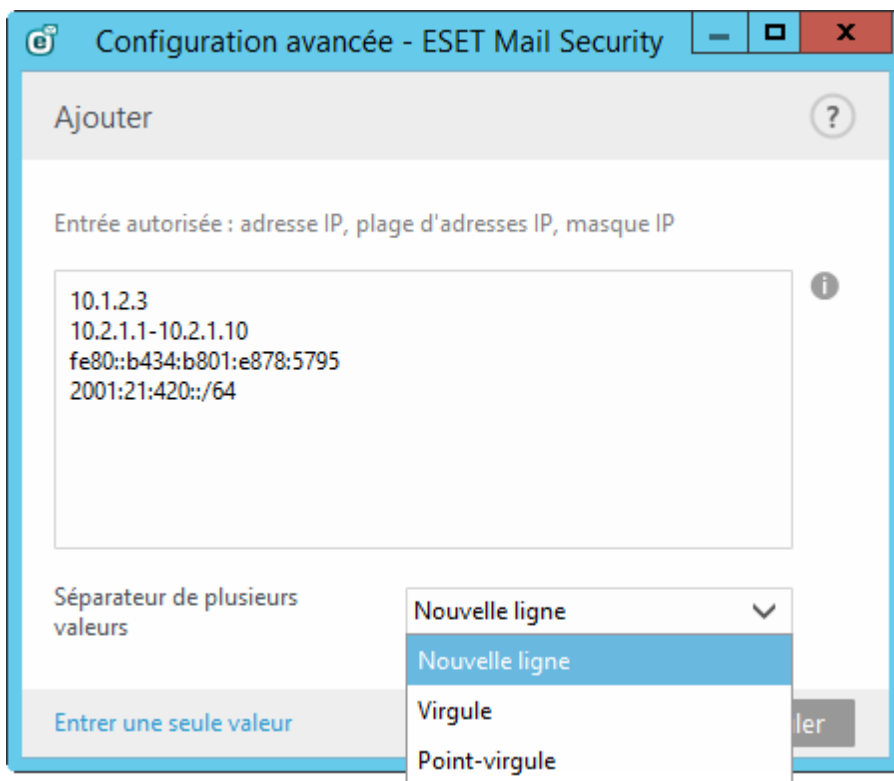 Configuration avancée - ESET Mail Security
Ajouter
?
Entrée autorisée : adresse IP, plage d'adresses IP, masque IP
10.1.2.3
10.2.1.1-10.2.1.10
fe80::b434:b801:e878:5795
2001:21:420::/64
Séparateur de plusieurs
valeurs
Nouvelle ligne
Nouvelle ligne
Virgule
Point-virgule
Entrer une seule valeur